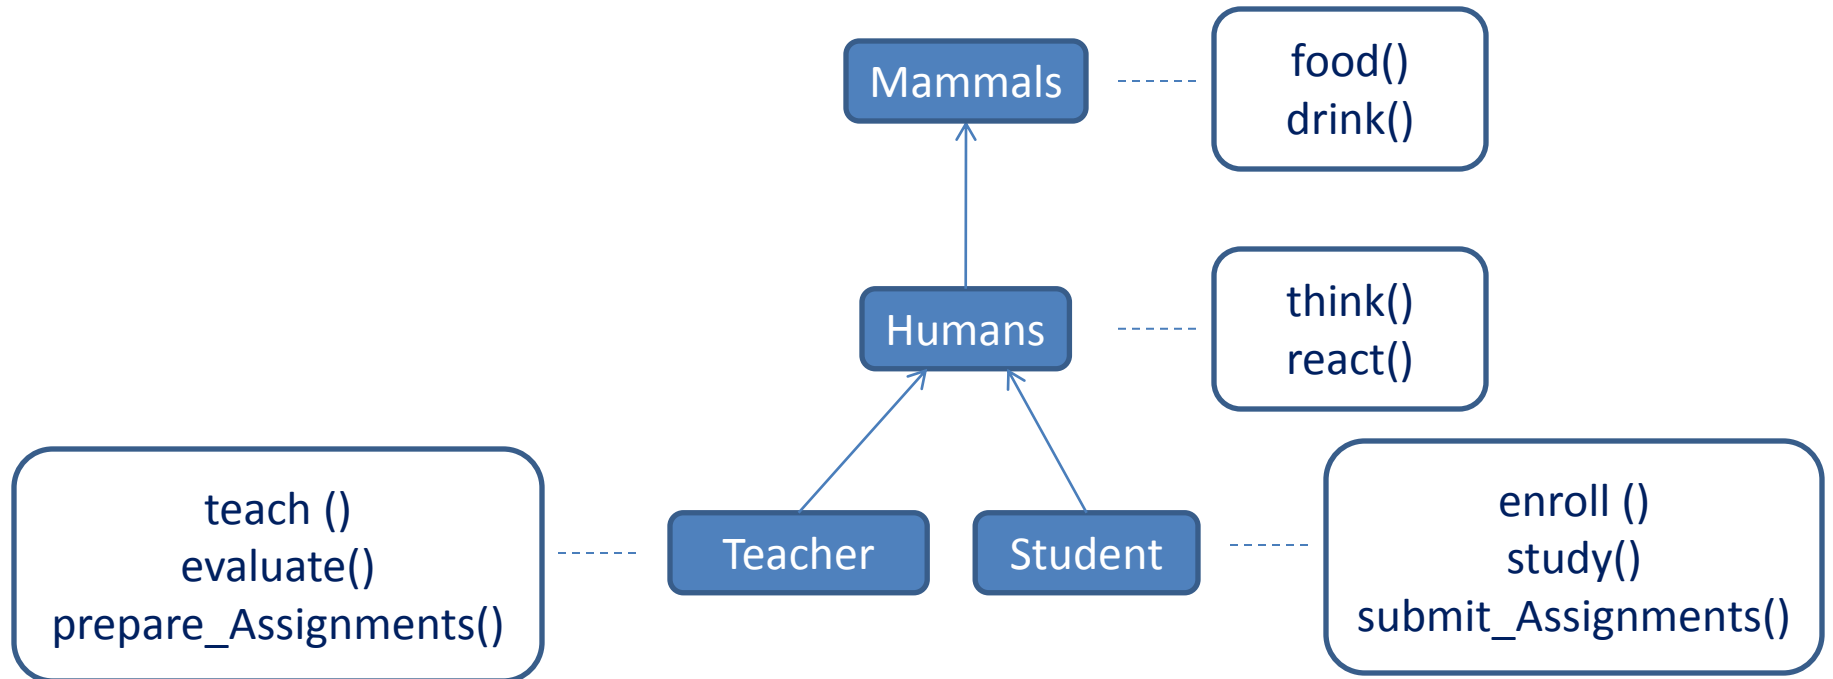 Mammals
food()
drink()
Humans
think()
react()
teach ()
evaluate()
prepare_Assignments()
Teacher
Student
enroll ()
study()
submit_Assignments()